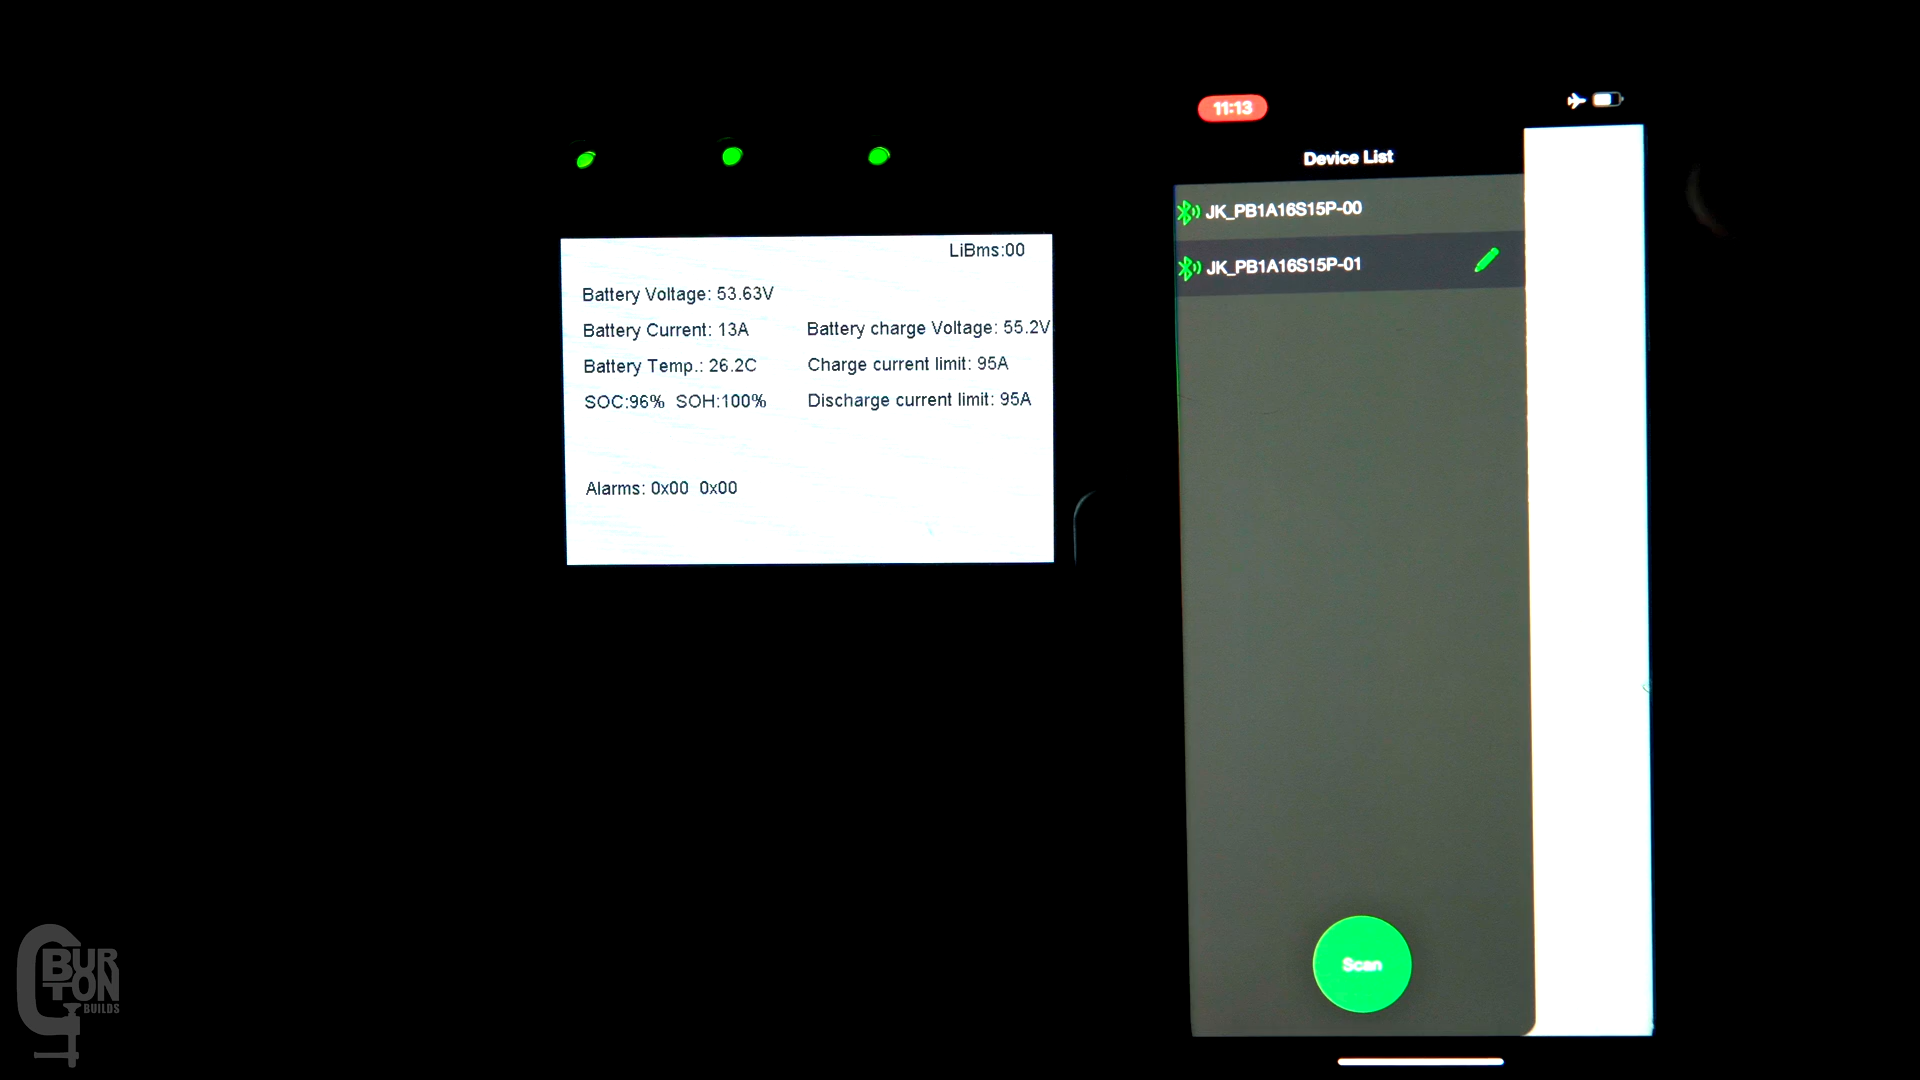 11:13
Device List
JK_PB1A16S15P-00
JK_PB1A16S15P-01
LiBms:00
Battery Voltage: 53.63V
Battery Current: 13A
Battery charge Voltage: 55.2V
Battery Temp.: 26.2C
Charge current limit: 95A
SOC:96% SOH:100%
Discharge current limit: 95A
Alarms: 0x00 0x00
Scan
BUR
TON
BUILDS